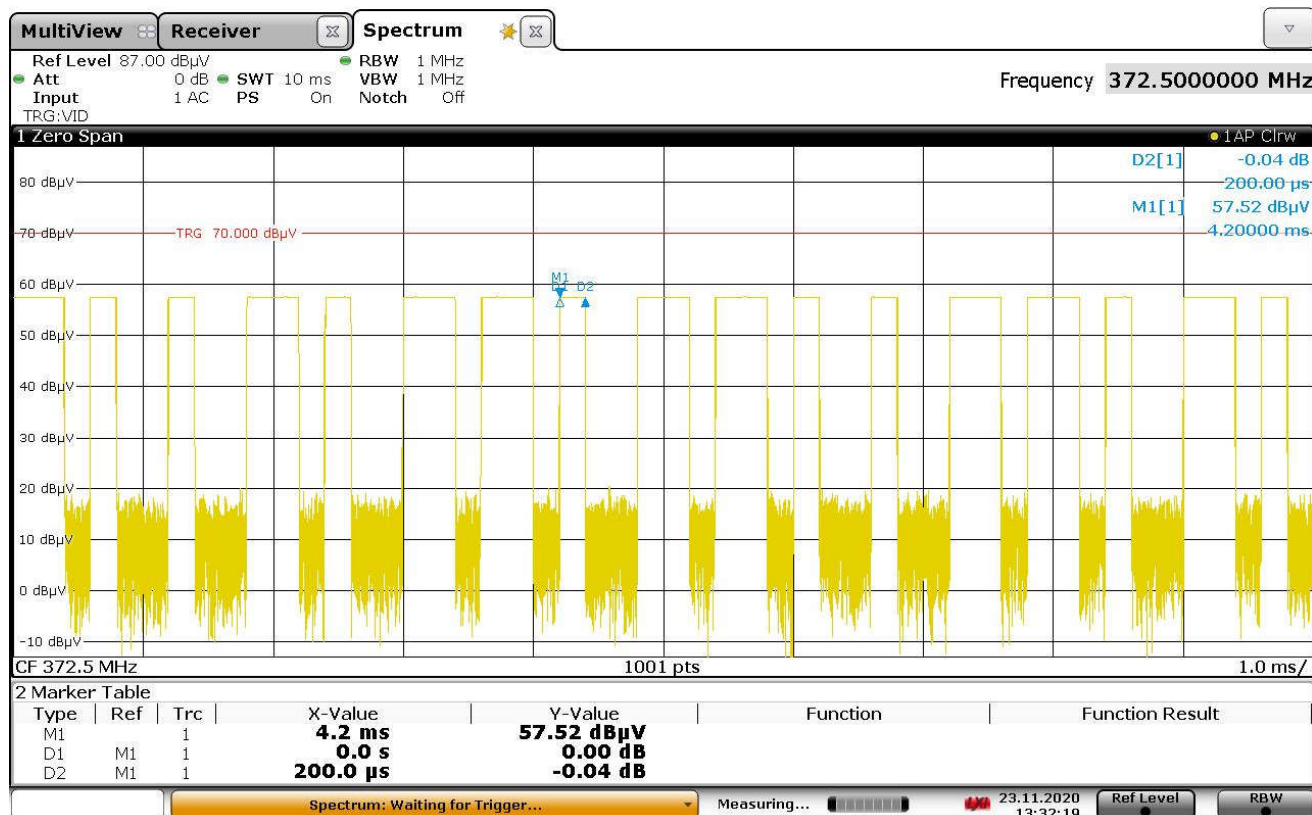 MultiView Receiver Spectrum
Ref Level 87.00 dBµV RBW 1 MHz
Att 0 dB SWT 10 ms VBW 1 MHz
Input 1 AC PS On Notch Off
TRG:VID
Frequency 372.5000000 MHz
1 Zero Span 1AP Clrw
D2[1] -0.04 dB
200.00 µs
M1[1] 57.52 dBµV
4.20000 ms
80 dBµV
70 dBµV TRG 70.000 dBµV
60 dBµV
M1
D2
50 dBµV
40 dBµV
30 dBµV
20 dBµV
10 dBµV
0 dBµV
-10 dBµV
CF 372.5 MHz 1001 pts 1.0 ms/
2 Marker Table
Type Ref Trc X-Value Y-Value Function Function Result
M1 1 4.2 ms 57.52 dBµV
D1 M1 1 0.0 s 0.00 dB
D2 M1 1 200.0 µs -0.04 dB
Spectrum: Waiting for Trigger... Measuring... LXI 23.11.2020 Ref Level RBW
13:32:19